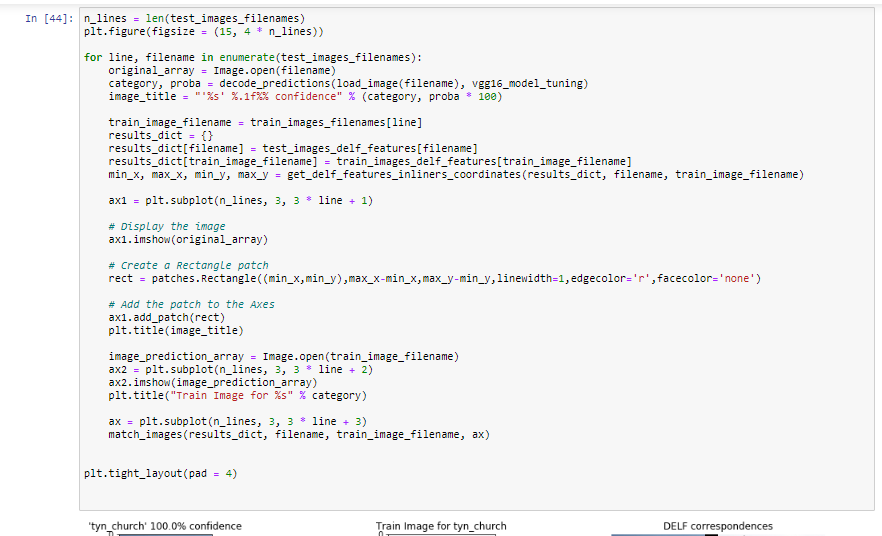 In [44]: n_lines = len(test_images_filenames)
plt.figure(figsize = (15, 4 * n_lines))
for line, filename in enumerate(test_images_filenames):
    original_array = Image.open(filename)
    category, proba = decode_predictions(load_image(filename), vgg16_model_tuning)
    image_title = "'%s' %.1f%% confidence" % (category, proba * 100)
    train_image_filename = train_images_filenames[line]
    results_dict = {}
    results_dict[filename] = test_images_delf_features[filename]
    results_dict[train_image_filename] = train_images_delf_features[train_image_filename]
    min_x, max_x, min_y, max_y = get_delf_features_inliners_coordinates(results_dict, filename, train_image_filename)
    ax1 = plt.subplot(n_lines, 3, 3 * line + 1)
    # Display the image
    ax1.imshow(original_array)
    # Create a Rectangle patch
    rect = patches.Rectangle((min_x,min_y),max_x-min_x,max_y-min_y,linewidth=1,edgecolor='r',facecolor='none')
    # Add the patch to the Axes
    ax1.add_patch(rect)
    plt.title(image_title)
    image_prediction_array = Image.open(train_image_filename)
    ax2 = plt.subplot(n_lines, 3, 3 * line + 2)
    ax2.imshow(image_prediction_array)
    plt.title("Train Image for %s" % category)
    ax = plt.subplot(n_lines, 3, 3 * line + 3)
    match_images(results_dict, filename, train_image_filename, ax)
plt.tight_layout(pad = 4)
'tyn_church' 100.0% confidence Train Image for tyn_church DELF correspondences